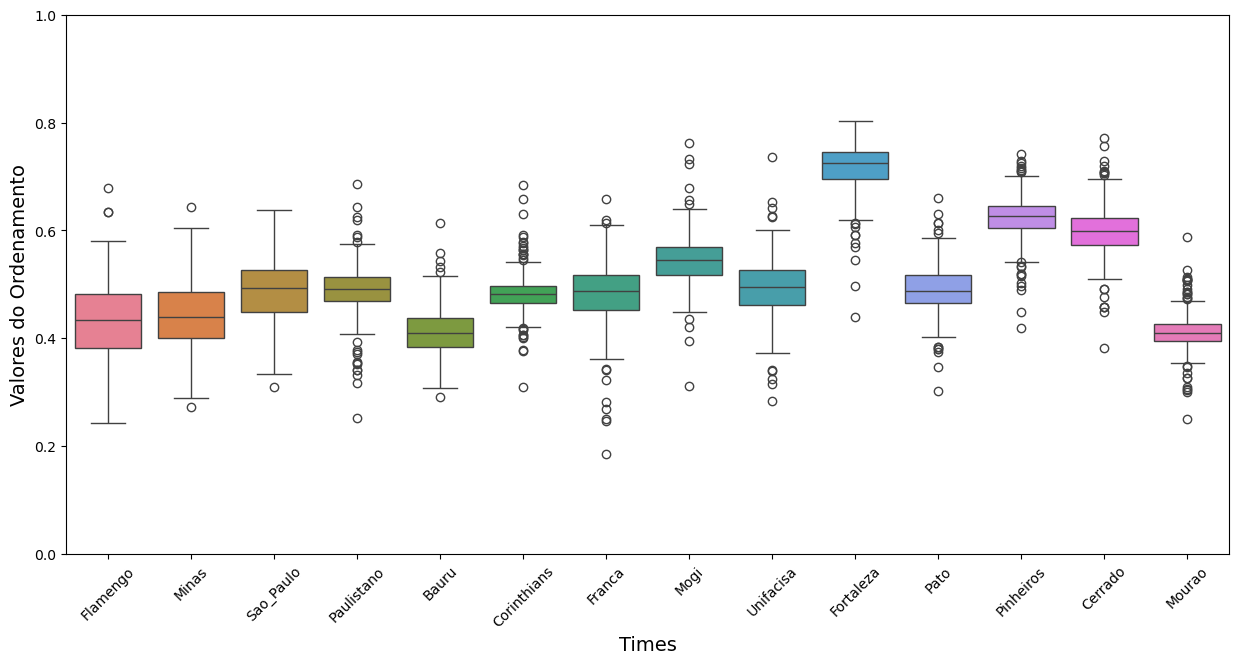 Valores do Ordenamento
1.0
0.8
0.6
0.4
0.2
0.0
Flamengo
Minas
Sao_Paulo
Paulistano
Bauru
Corinthians
Franca
Mogi
Unifacisa
Fortaleza
Pato
Pinheiros
Cerrado
Mourao
Times